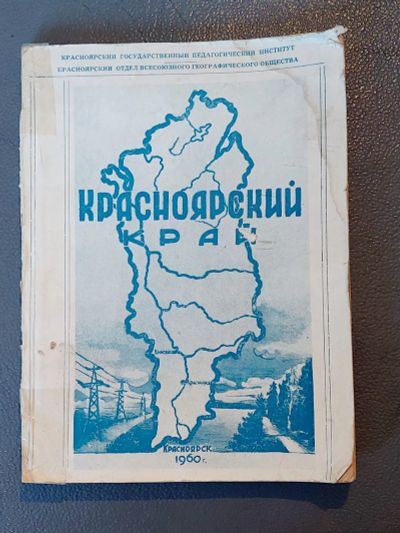 КРАСНОЯРСКИЙ ГОСУДАРСТВЕННЫЙ ПЕДАГОГИЧЕСКИЙ ИНСТИТУТ
КРАСНОЯРСКИЙ ОТДЕЛ ВСЕСОЮЗНОГО ГЕОГРАФИЧЕСКОГО ОБЩЕСТВА
КРАСНОЯРСКИЙ
КРАЙ
КРАСНОЯРСК
1960 г.